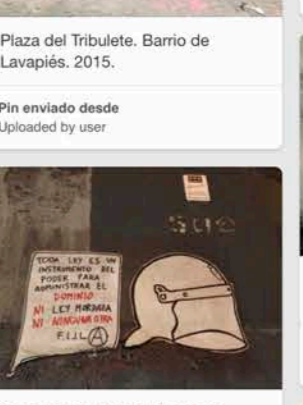 Plaza del Tribulete. Barrio de
Lavapiés. 2015.
Pin enviado desde
Uploaded by user
TODA LEY ES UN
INSTRUMENTO DEL
PODER PARA
ADMINISTRAR EL
DOMINIO
NI LEY MORDAZA
NI NINGUNA OTRA
F.I.J.L. A